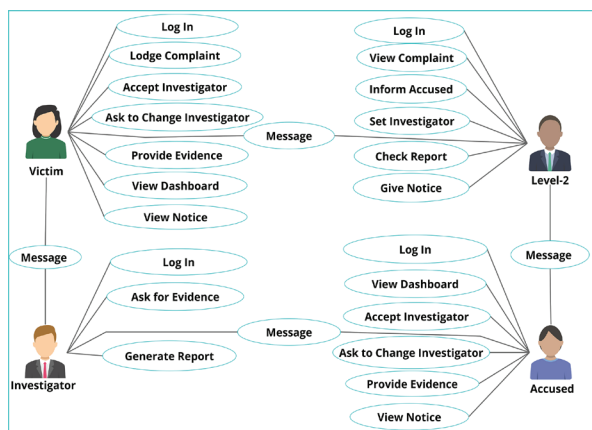 Log In
Lodge Complaint
Accept Investigator
Ask to Change Investigator
Provide Evidence
View Dashboard
View Notice
Victim
Message
Log In
View Complaint
Inform Accused
Set Investigator
Check Report
Give Notice
Level-2
Message
Message
Log In
Ask for Evidence
Generate Report
Investigator
Message
Log In
View Dashboard
Accept Investigator
Ask to Change Investigator
Provide Evidence
View Notice
Accused